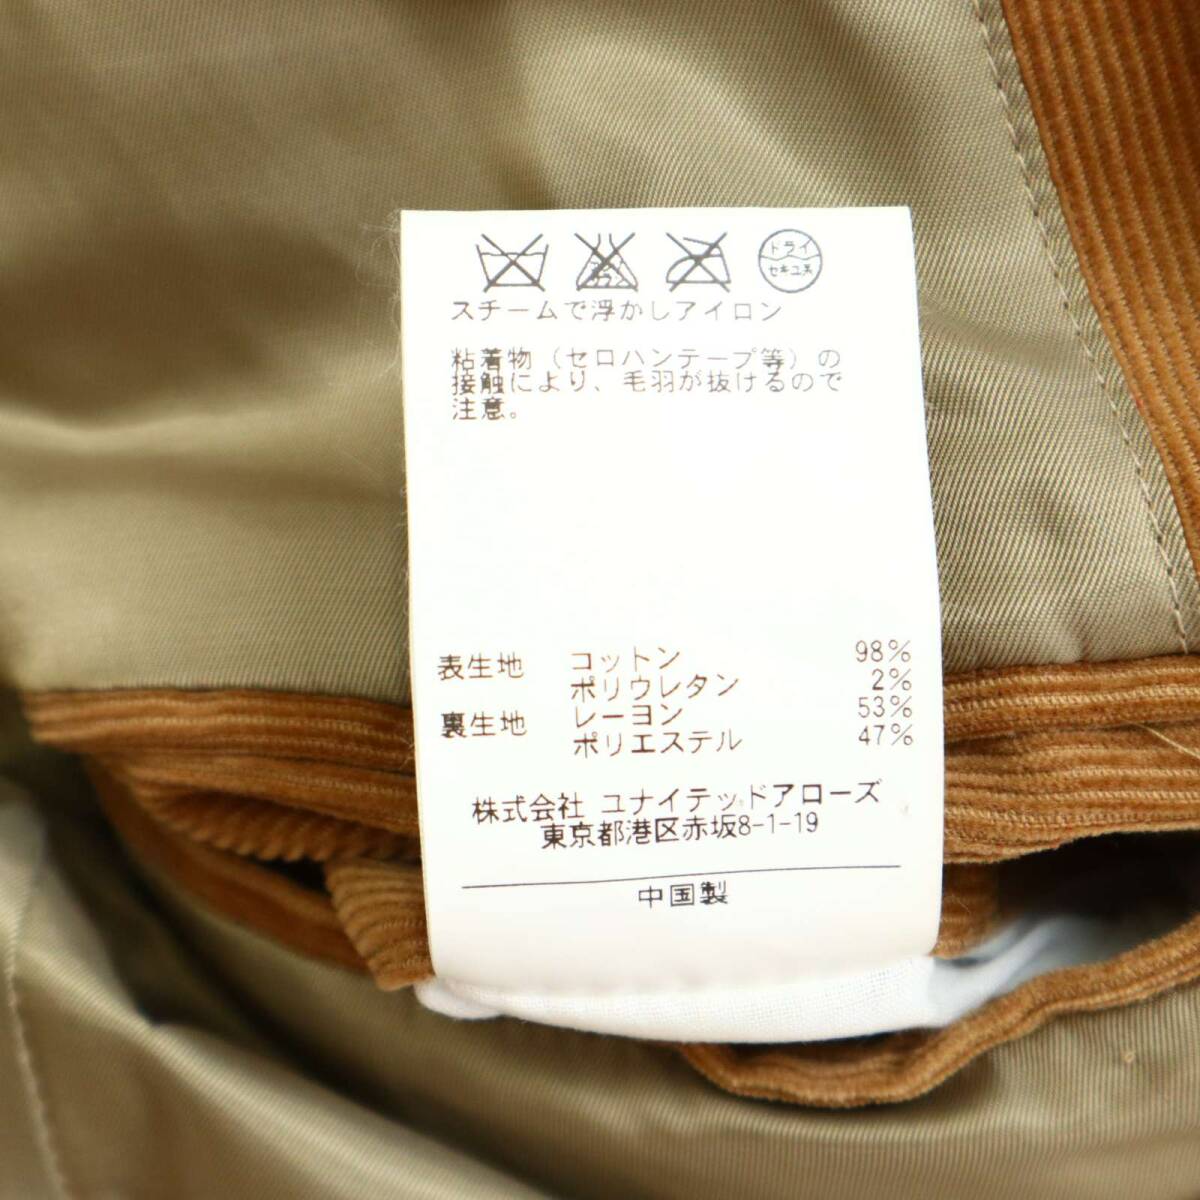 ドライ
セキユ系
スチームで浮かしアイロン
粘着物（セロハンテープ等）の
接触により、毛羽が抜けるので
注意。
表生地 コットン 98%
ポリウレタン 2%
裏生地 レーヨン 53%
ポリエステル 47%
株式会社 ユナイテッドアローズ
東京都港区赤坂8-1-19
中国製